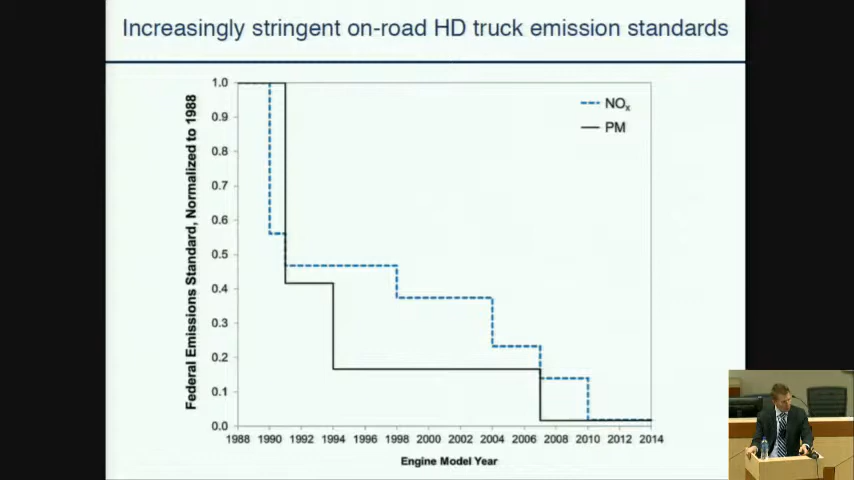 Increasingly stringent on-road HD truck emission standards
Federal Emissions Standard, Normalized to 1988
1.0
0.9
0.8
0.7
0.6
0.5
0.4
0.3
0.2
0.1
0.0
NOx
PM
1988 1990 1992 1994 1996 1998 2000 2002 2004 2006 2008 2010 2012 2014
Engine Model Year